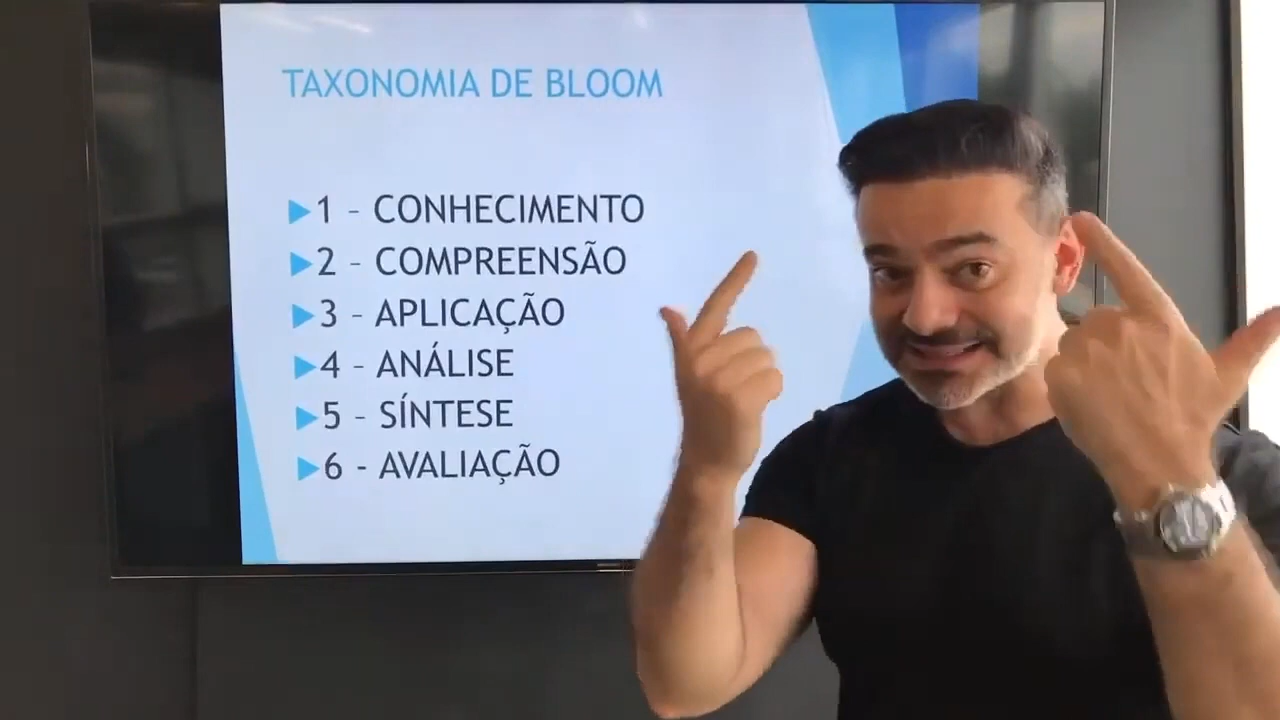 TAXONOMIA DE BLOOM
1 – CONHECIMENTO
2 – COMPREENSÃO
3 – APLICAÇÃO
4 – ANÁLISE
5 – SÍNTESE
6 - AVALIAÇÃO